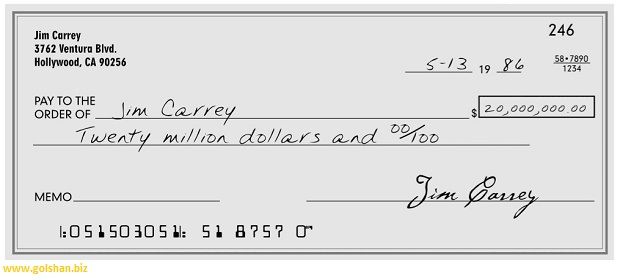 Jim Carrey
3762 Ventura Blvd.
Hollywood, CA 90256
246
5-13 19 86
58•7890
1234
PAY TO THE
ORDER OF Jim Carrey $ 20,000,000.00
Twenty million dollars and 00/100
MEMO Jim Carrey
⑆051503051⑆ 51 8757 0⑈
www.golshan.biz